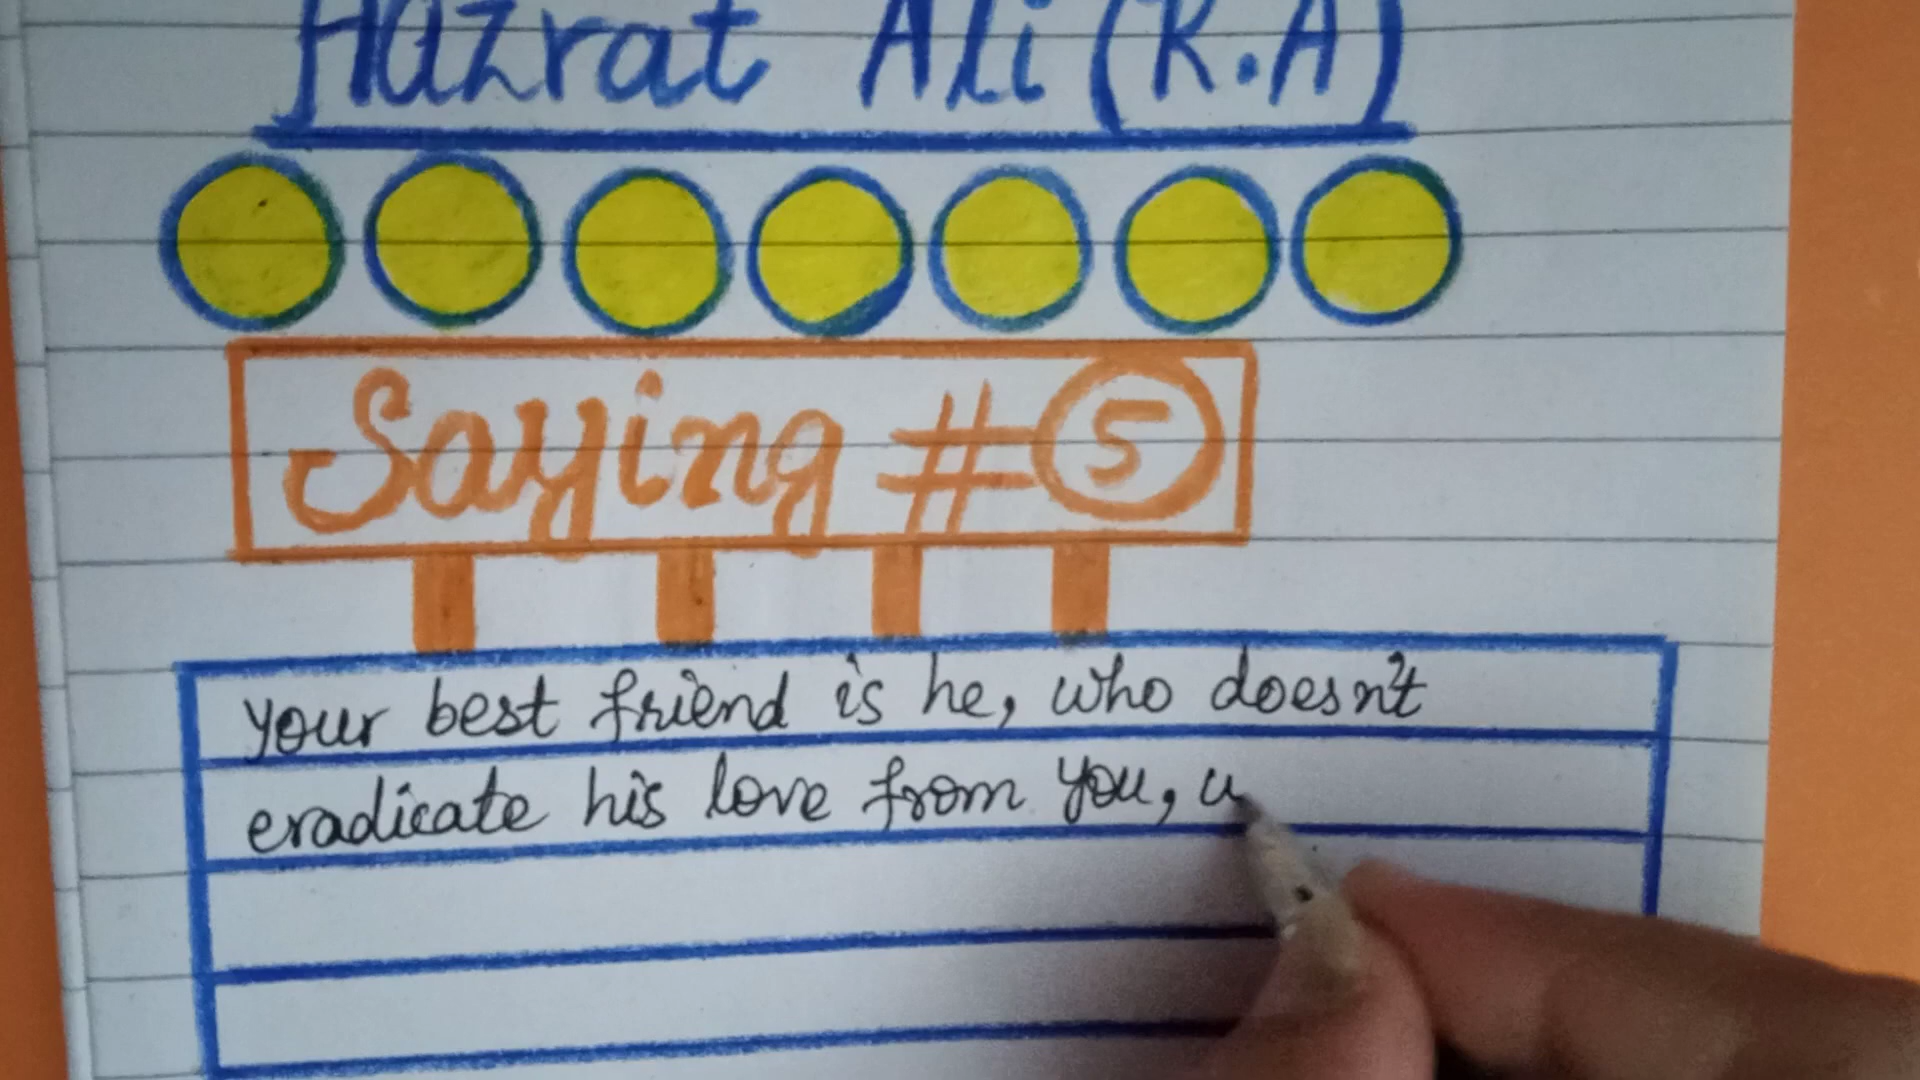 Hazrat Ali (R.A)
Saying # 5
your best friend is he, who doesn't
eradicate his love from you,